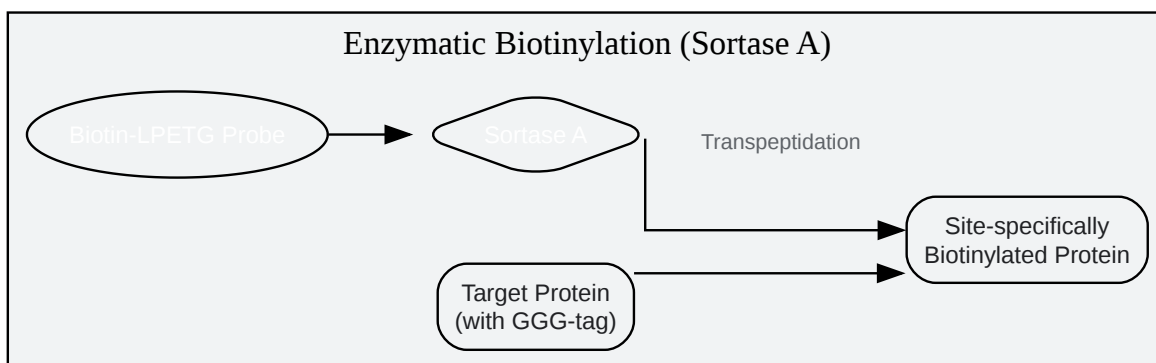 Enzymatic Biotinylation (Sortase A)
Biotin-LPETG Probe
Sortase A
Transpeptidation
Site-specifically
Biotinylated Protein
Target Protein
(with GGG-tag)